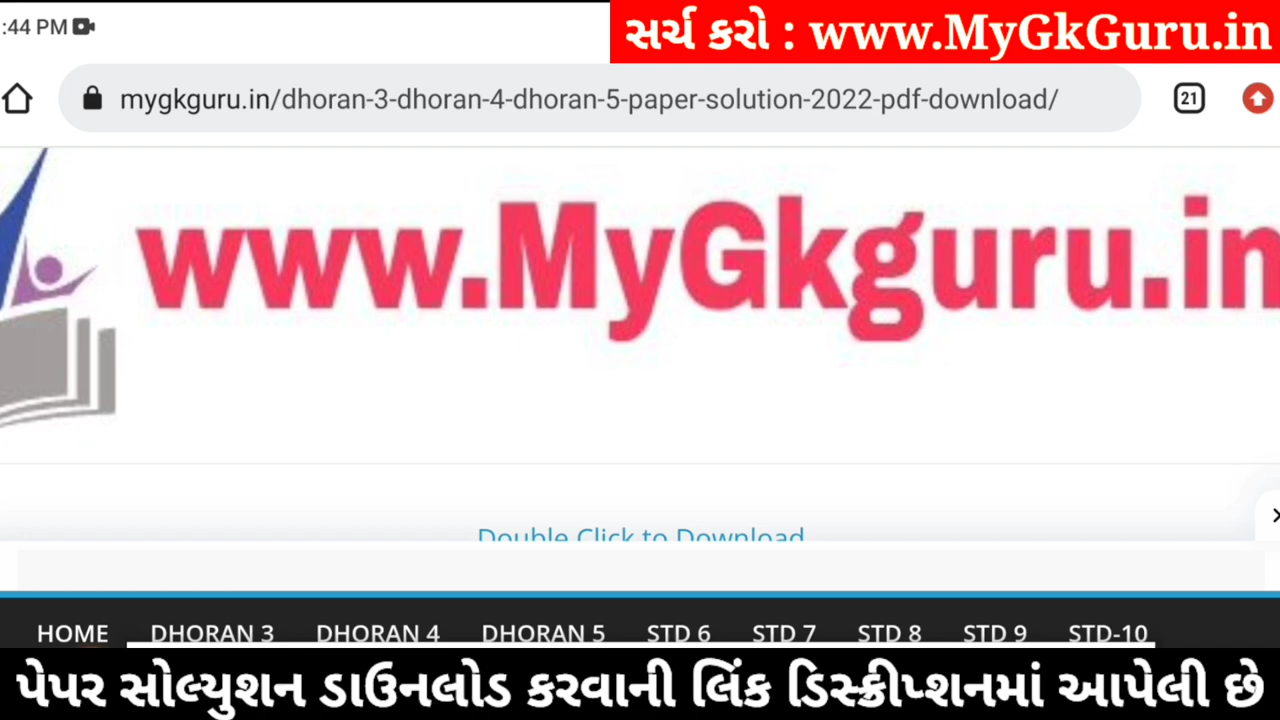 :44 PM
સર્ચ કરો : www.MyGkGuru.in
mygkguru.in/dhoran-3-dhoran-4-dhoran-5-paper-solution-2022-pdf-download/
21
www.MyGkguru.in
Double Click to Download
HOME DHORAN 3 DHORAN 4 DHORAN 5 STD 6 STD 7 STD 8 STD 9 STD-10
પેપર સોલ્યુશન ડાઉનલોડ કરવાની લિંક ડિસ્ક્રીપ્શનમાં આપેલી છે